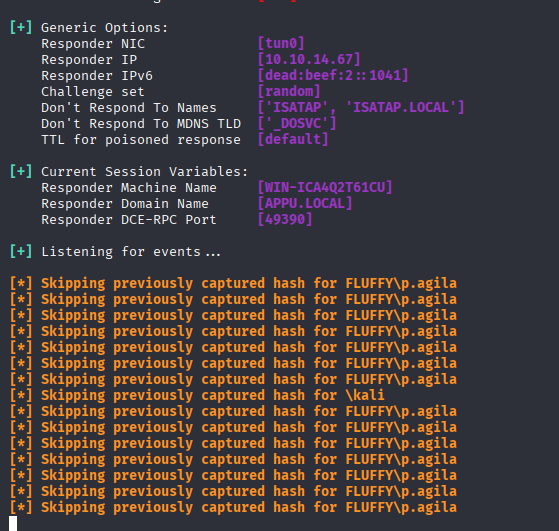 [+] Generic Options:
Responder NIC [tun0]
Responder IP [10.10.14.67]
Responder IPv6 [dead:beef:2::1041]
Challenge set [random]
Don't Respond To Names ['ISATAP', 'ISATAP.LOCAL']
Don't Respond To MDNS TLD ['_DOSVC']
TTL for poisoned response [default]
[+] Current Session Variables:
Responder Machine Name [WIN-ICA4Q2T61CU]
Responder Domain Name [APPU.LOCAL]
Responder DCE-RPC Port [49390]
[+] Listening for events...
[*] Skipping previously captured hash for FLUFFY\p.agila
[*] Skipping previously captured hash for FLUFFY\p.agila
[*] Skipping previously captured hash for FLUFFY\p.agila
[*] Skipping previously captured hash for FLUFFY\p.agila
[*] Skipping previously captured hash for FLUFFY\p.agila
[*] Skipping previously captured hash for FLUFFY\p.agila
[*] Skipping previously captured hash for FLUFFY\p.agila
[*] Skipping previously captured hash for \kali
[*] Skipping previously captured hash for FLUFFY\p.agila
[*] Skipping previously captured hash for FLUFFY\p.agila
[*] Skipping previously captured hash for FLUFFY\p.agila
[*] Skipping previously captured hash for FLUFFY\p.agila
[*] Skipping previously captured hash for FLUFFY\p.agila
[*] Skipping previously captured hash for FLUFFY\p.agila
[*] Skipping previously captured hash for FLUFFY\p.agila